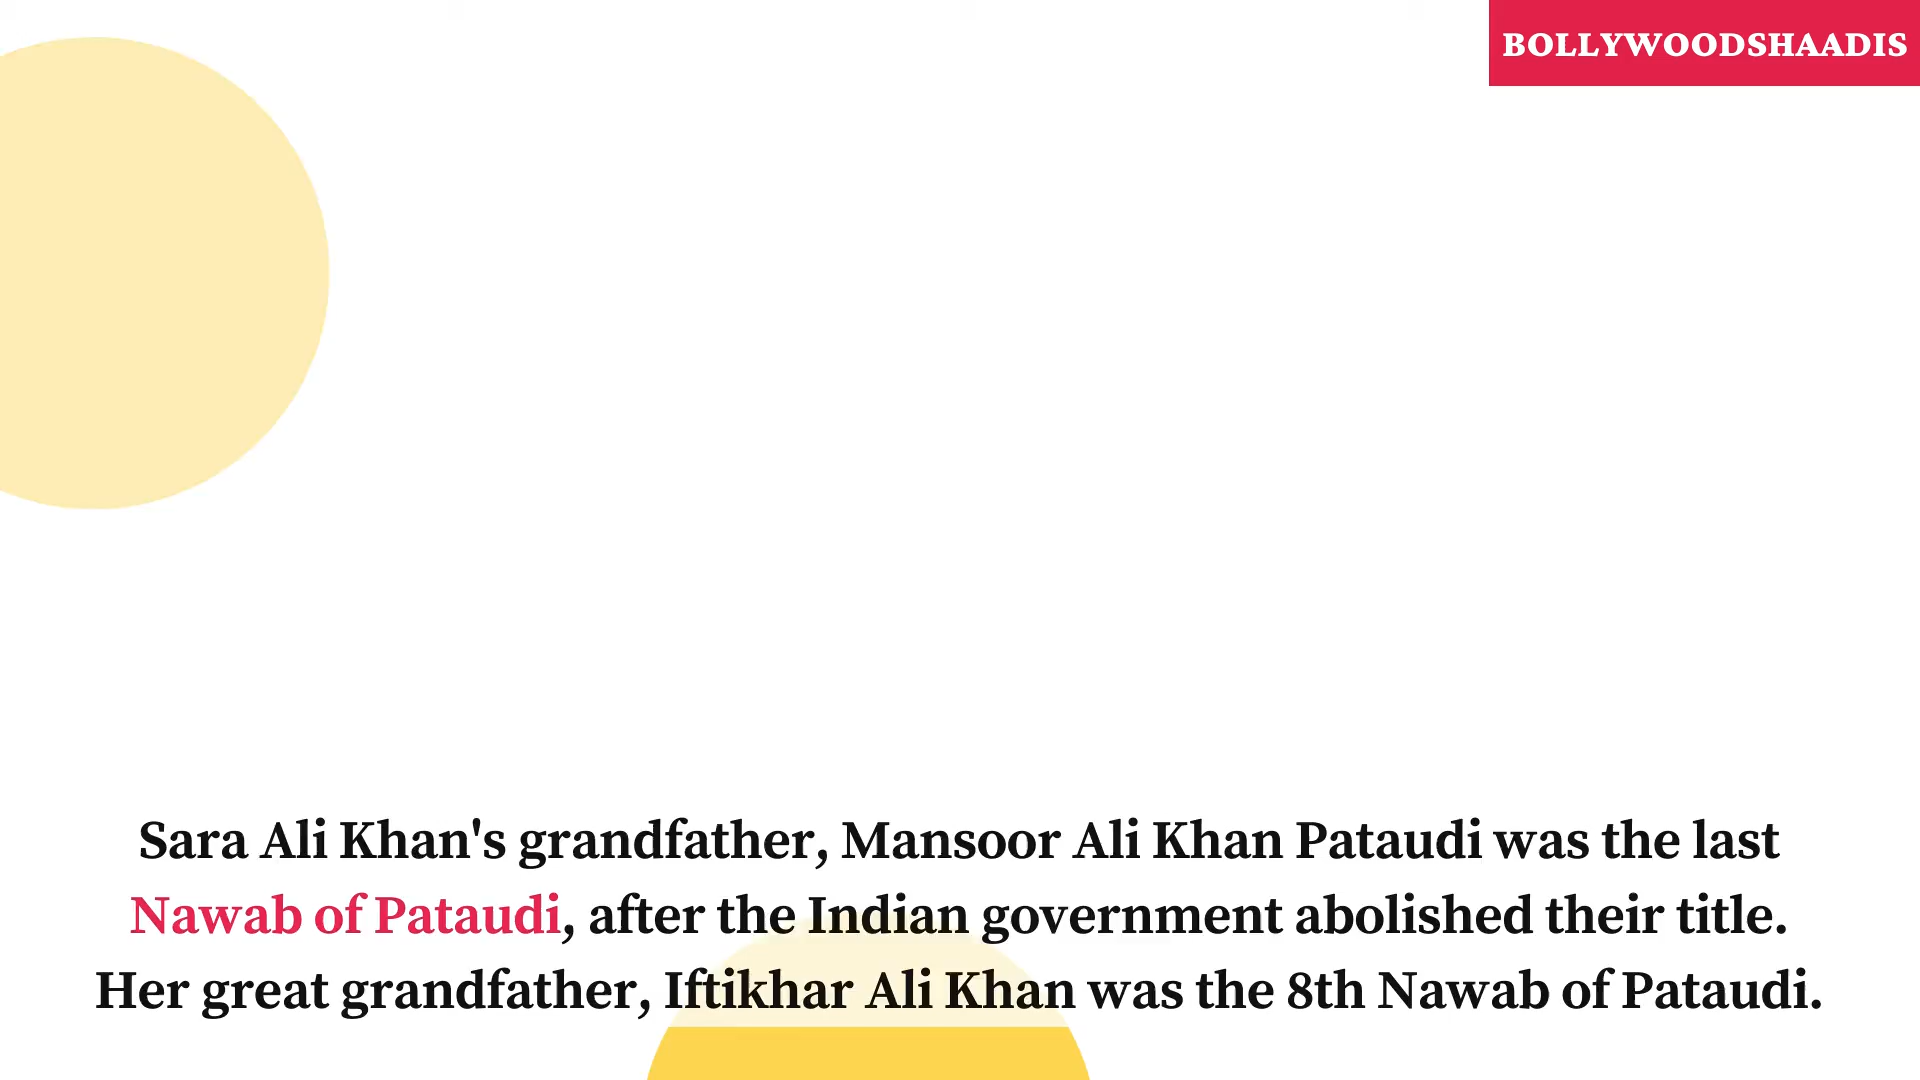 BOLLYWOODSHAADIS
Sara Ali Khan's grandfather, Mansoor Ali Khan Pataudi was the last
Nawab of Pataudi, after the Indian government abolished their title.
Her great grandfather, Iftikhar Ali Khan was the 8th Nawab of Pataudi.